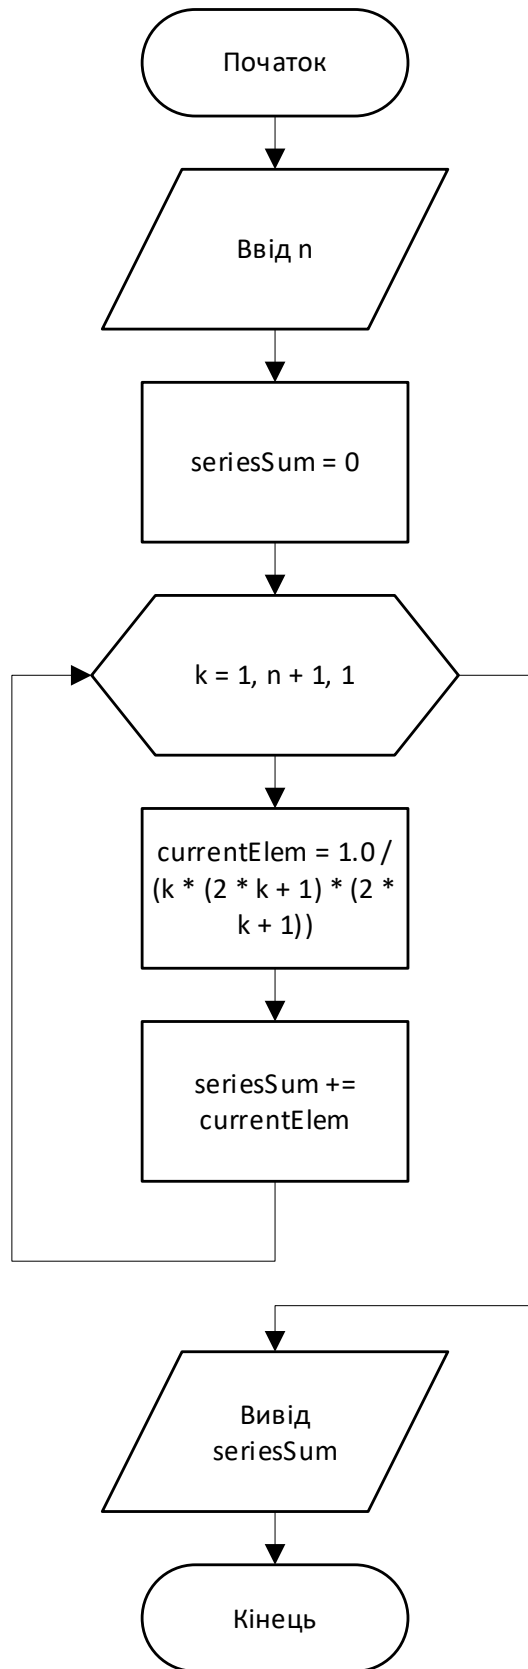 Початок
Ввід n
seriesSum = 0
k = 1, n + 1, 1
currentElem = 1.0 /
(k * (2 * k + 1) * (2 *
k + 1))
seriesSum +=
currentElem
Вивід
seriesSum
Кінець